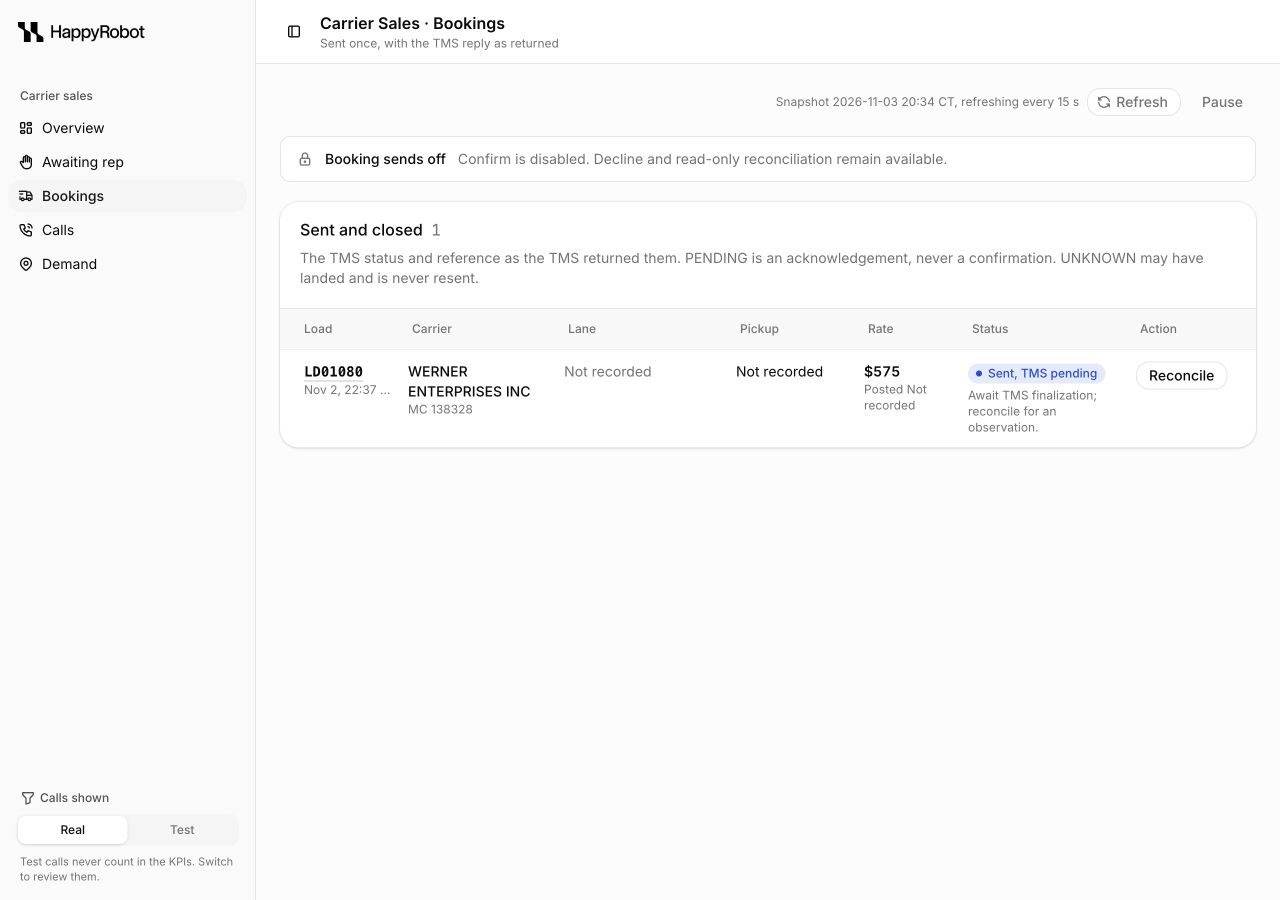 HappyRobot
Carrier sales
Overview
Awaiting rep
Bookings
Calls
Demand
Calls shown
Real Test
Test calls never count in the KPIs. Switch
to review them.
Carrier Sales · Bookings
Sent once, with the TMS reply as returned
Snapshot 2026-11-03 20:34 CT, refreshing every 15 s Refresh Pause
Booking sends off Confirm is disabled. Decline and read-only reconciliation remain available.
Sent and closed 1
The TMS status and reference as the TMS returned them. PENDING is an acknowledgement, never a confirmation. UNKNOWN may have
landed and is never resent.
Load Carrier Lane Pickup Rate Status Action
LD01080 WERNER Not recorded Not recorded $575 Sent, TMS pending Reconcile
Nov 2, 22:37 ... ENTERPRISES INC Posted Not Await TMS finalization;
MC 138328 recorded reconcile for an
observation.